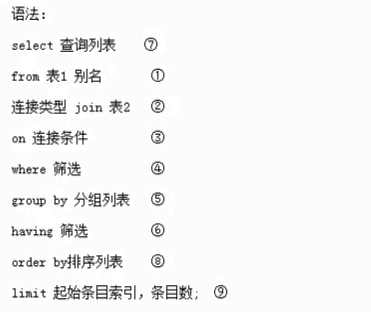 语法：
select 查询列表 ⑦
from 表1 别名 ①
连接类型 join 表2 ②
on 连接条件 ③
where 筛选 ④
group by 分组列表 ⑤
having 筛选 ⑥
order by排序列表 ⑧
limit 起始条目索引，条目数; ⑨